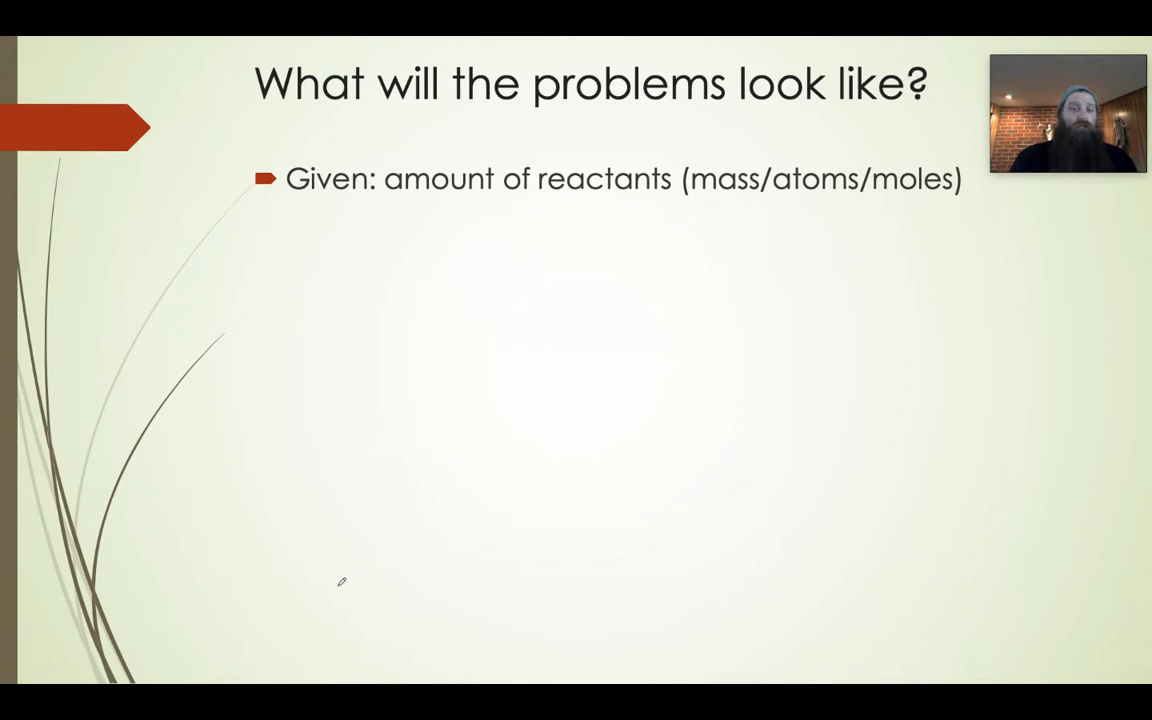 What will the problems look like?
Given: amount of reactants (mass/atoms/moles)